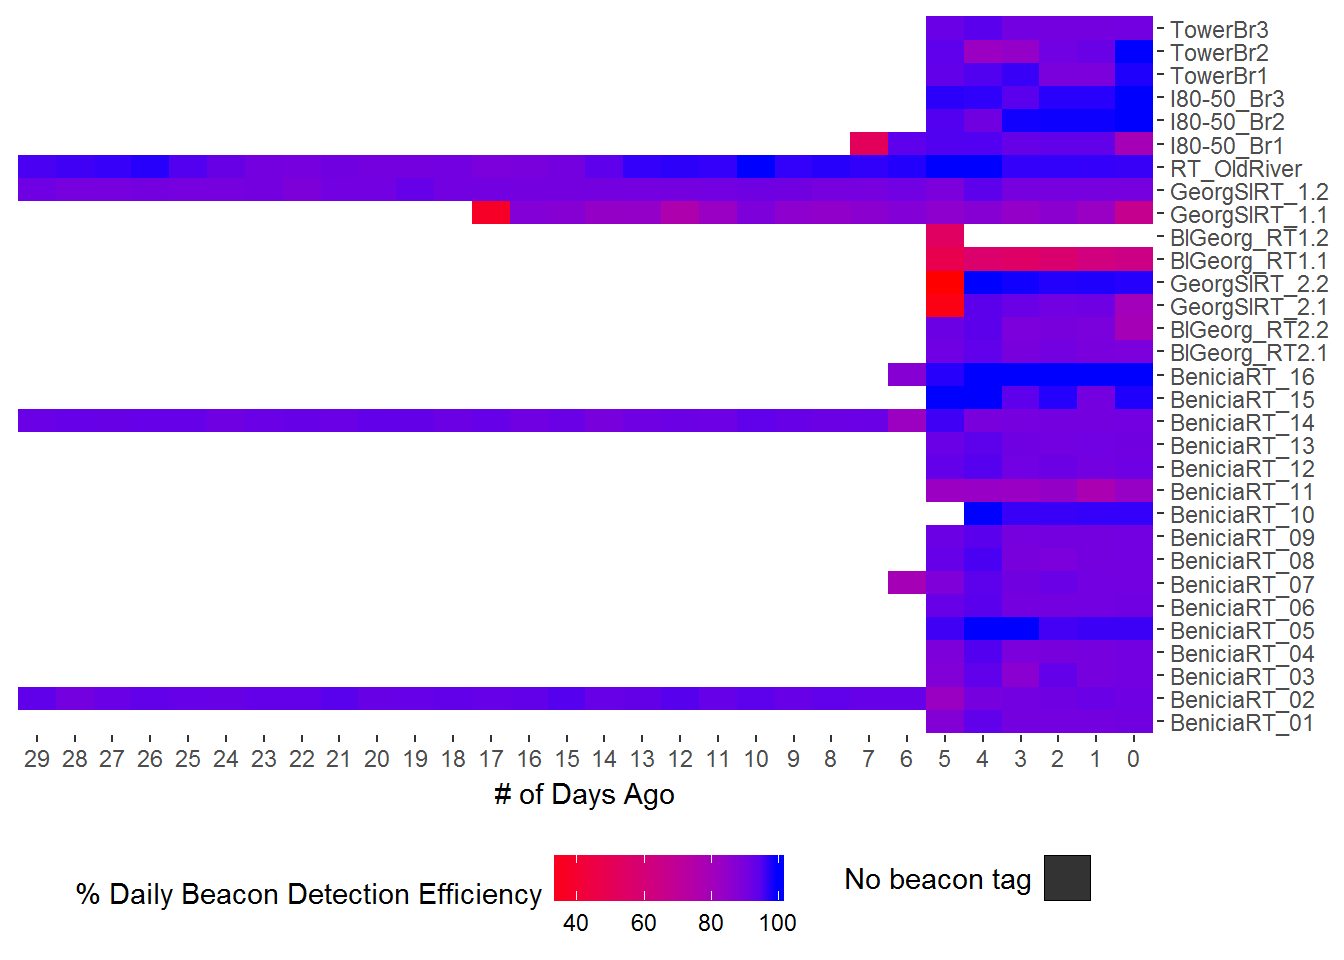 TowerBr3
TowerBr2
TowerBr1
I80-50_Br3
I80-50_Br2
I80-50_Br1
RT_OldRiver
GeorgSlRT_1.2
GeorgSlRT_1.1
BlGeorg_RT1.2
BlGeorg_RT1.1
GeorgSlRT_2.2
GeorgSlRT_2.1
BlGeorg_RT2.2
BlGeorg_RT2.1
BeniciaRT_16
BeniciaRT_15
BeniciaRT_14
BeniciaRT_13
BeniciaRT_12
BeniciaRT_11
BeniciaRT_10
BeniciaRT_09
BeniciaRT_08
BeniciaRT_07
BeniciaRT_06
BeniciaRT_05
BeniciaRT_04
BeniciaRT_03
BeniciaRT_02
BeniciaRT_01
29 28 27 26 25 24 23 22 21 20 19 18 17 16 15 14 13 12 11 10 9 8 7 6 5 4 3 2 1 0
# of Days Ago
% Daily Beacon Detection Efficiency
40 60 80 100
No beacon tag